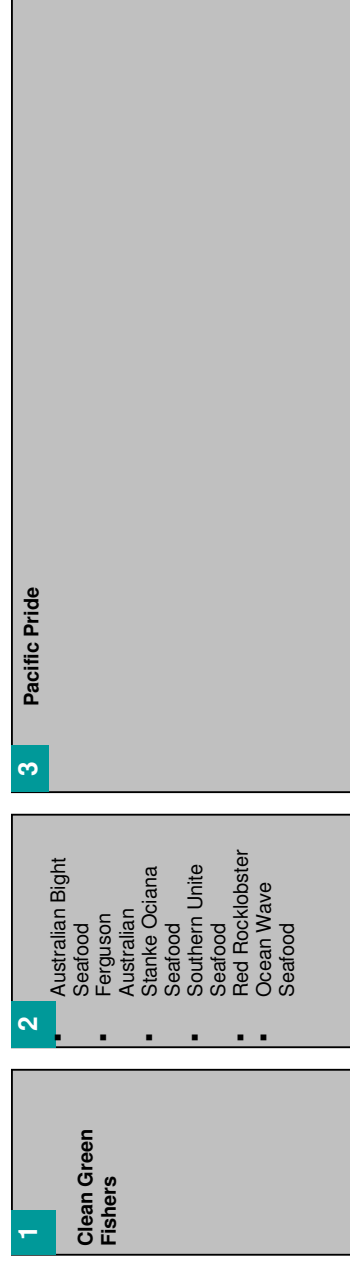 1
Clean Green
Fishers
2
▪ Australian Bight
Seafood
▪ Ferguson
Australian
▪ Stanke Ociana
Seafood
▪ Southern Unite
Seafood
▪ Red Rocklobster
▪ Ocean Wave
Seafood
3
Pacific Pride